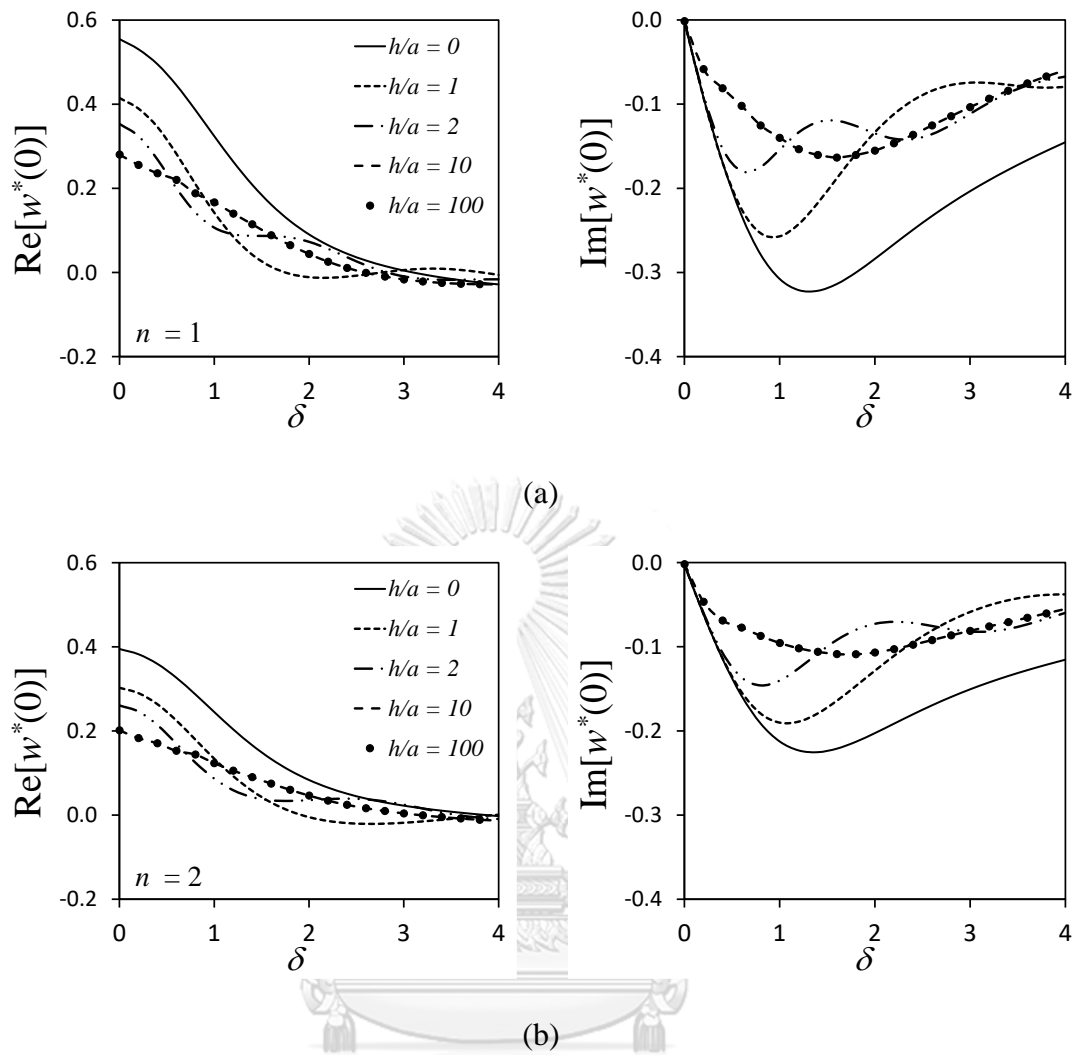 0.6
0.4
0.2
0.0
-0.2
Re[w*(0)]
h/a = 0
h/a = 1
h/a = 2
h/a = 10
h/a = 100
n = 1
0 1 2 3 4
δ
0.0
-0.1
-0.2
-0.3
-0.4
Im[w*(0)]
0 1 2 3 4
δ
(a)
0.6
0.4
0.2
0.0
-0.2
Re[w*(0)]
h/a = 0
h/a = 1
h/a = 2
h/a = 10
h/a = 100
n = 2
0 1 2 3 4
δ
0.0
-0.1
-0.2
-0.3
-0.4
Im[w*(0)]
0 1 2 3 4
δ
(b)